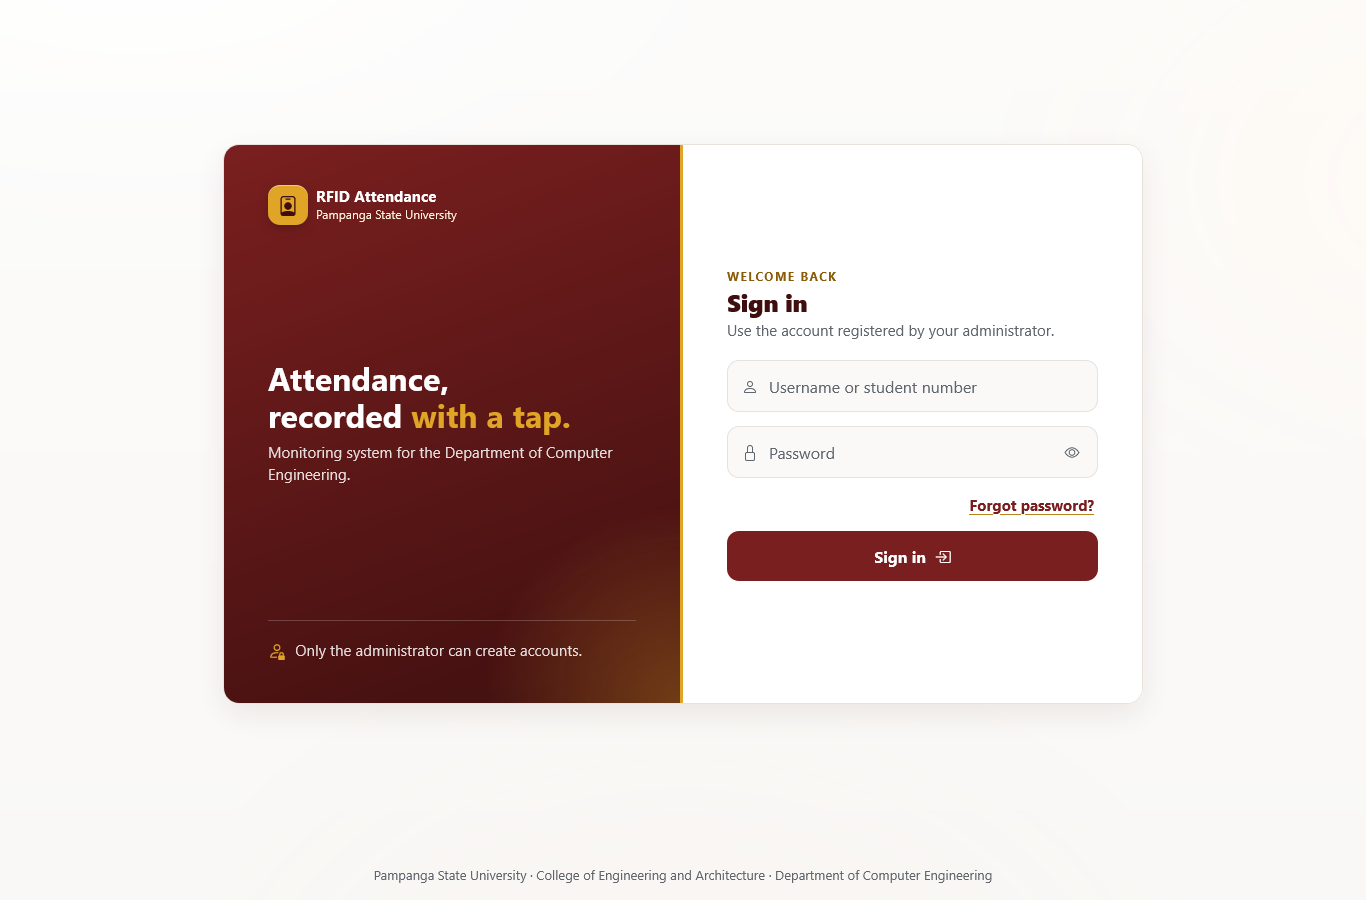 RFID Attendance
Pampanga State University
Attendance,
recorded with a tap.
Monitoring system for the Department of Computer
Engineering.
Only the administrator can create accounts.
WELCOME BACK
Sign in
Use the account registered by your administrator.
Username or student number
Password
Forgot password?
Sign in
Pampanga State University · College of Engineering and Architecture · Department of Computer Engineering